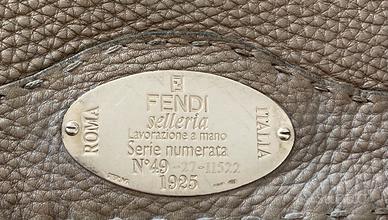 FENDI
selleria
ROMA
ITALIA
Lavorazione a mano
Serie numerata
N°49-27-11522
1925